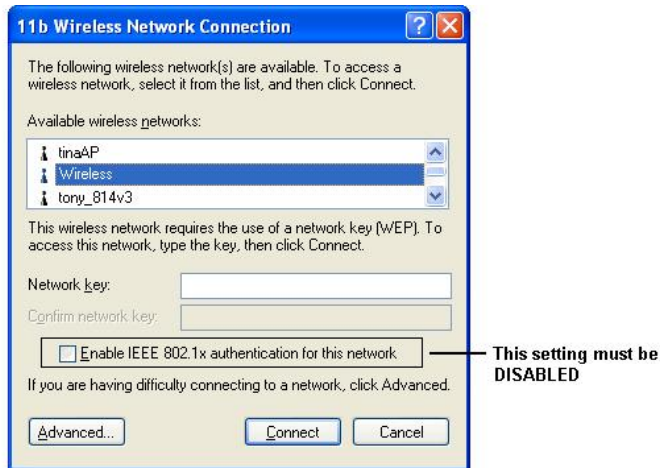 11b Wireless Network Connection
The following wireless network(s) are available. To access a
wireless network, select it from the list, and then click Connect.
Available wireless networks:
tinaAP
Wireless
tony_814v3
This wireless network requires the use of a network key (WEP). To
access this network, type the key, then click Connect.
Network key:
Confirm network key:
Enable IEEE 802.1x authentication for this network
This setting must be
DISABLED
If you are having difficulty connecting to a network, click Advanced.
Advanced...
Connect
Cancel